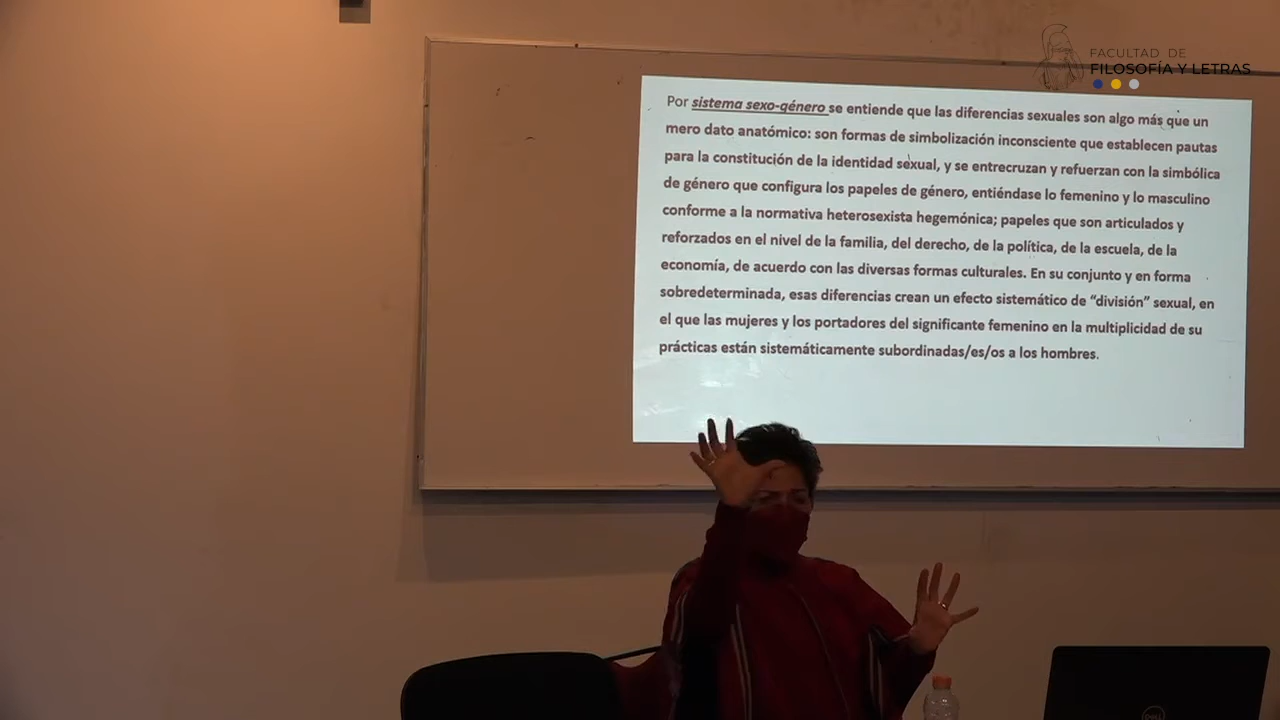 FACULTAD DE
FILOSOFÍA Y LETRAS
Por sistema sexo-género se entiende que las diferencias sexuales son algo más que un
mero dato anatómico: son formas de simbolización inconsciente que establecen pautas
para la constitución de la identidad sexual, y se entrecruzan y refuerzan con la simbólica
de género que configura los papeles de género, entiéndase lo femenino y lo masculino
conforme a la normativa heterosexista hegemónica; papeles que son articulados y
reforzados en el nivel de la familia, del derecho, de la política, de la escuela, de la
economía, de acuerdo con las diversas formas culturales. En su conjunto y en forma
sobredeterminada, esas diferencias crean un efecto sistemático de “división” sexual, en
el que las mujeres y los portadores del significante femenino en la multiplicidad de su
prácticas están sistemáticamente subordinadas/es/os a los hombres.
DELL